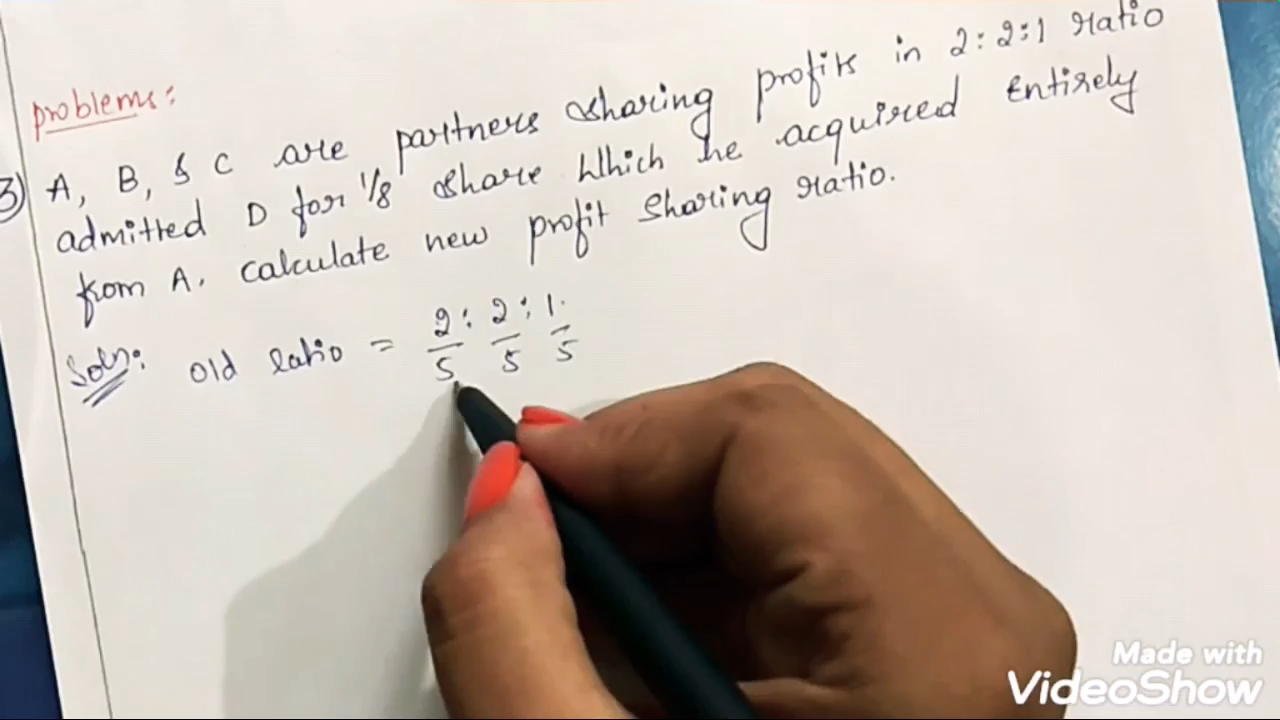 problems:
3) A, B, & C are partners sharing profits in 2:2:1 ratio
admitted D for 1/8 share Which he acquired Entirely
from A. Calculate new profit sharing ratio.
Soln: Old ratio = 2/5 : 2/5 : 1/5
Made with
VideoShow